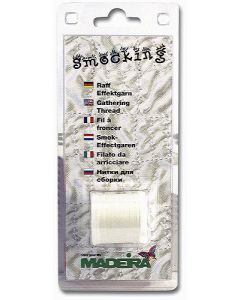 smocking
Raff
Effektgarn
Gathering
Thread
Fil à
froncer
Smok-
Effectgaren
Filato da
arricciare
Нитки для
сборки
MADEIRA